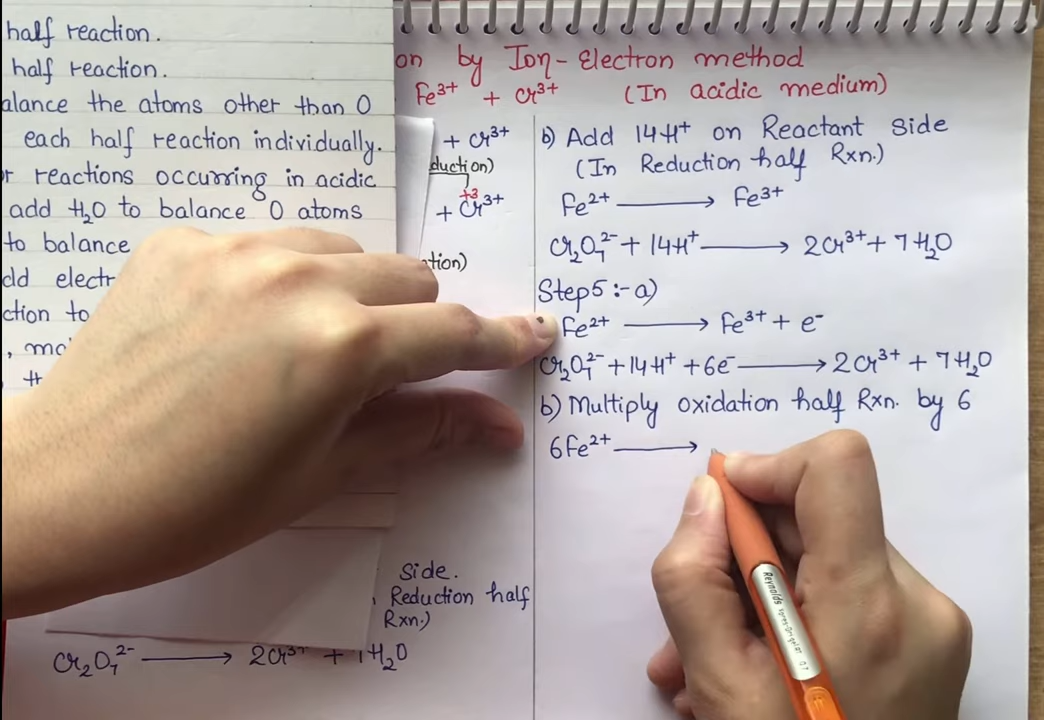 half reaction.
half reaction.
alance the atoms other than O
each half reaction individually.
r reactions occurring in acidic
add H₂O to balance O atoms
to balance
dd electr
ction to
on by Ion-Electron method
Fe³⁺ + Cr³⁺ (In acidic medium)
+ Cr³⁺
duction)
+3
+ Cr³⁺
tion)
Side.
Reduction half
Rxn.)
Cr₂O₇²⁻ ⟶ 2Cr³⁺ + 7H₂O
b) Add 14H⁺ on Reactant Side
(In Reduction half Rxn.)
Fe²⁺ ⟶ Fe³⁺
Cr₂O₇²⁻ + 14H⁺ ⟶ 2Cr³⁺ + 7H₂O
Step5:- a)
Fe²⁺ ⟶ Fe³⁺ + e⁻
Cr₂O₇²⁻ + 14H⁺ + 6e⁻ ⟶ 2Cr³⁺ + 7H₂O
b) Multiply oxidation half Rxn. by 6
6Fe²⁺ ⟶
Reynolds